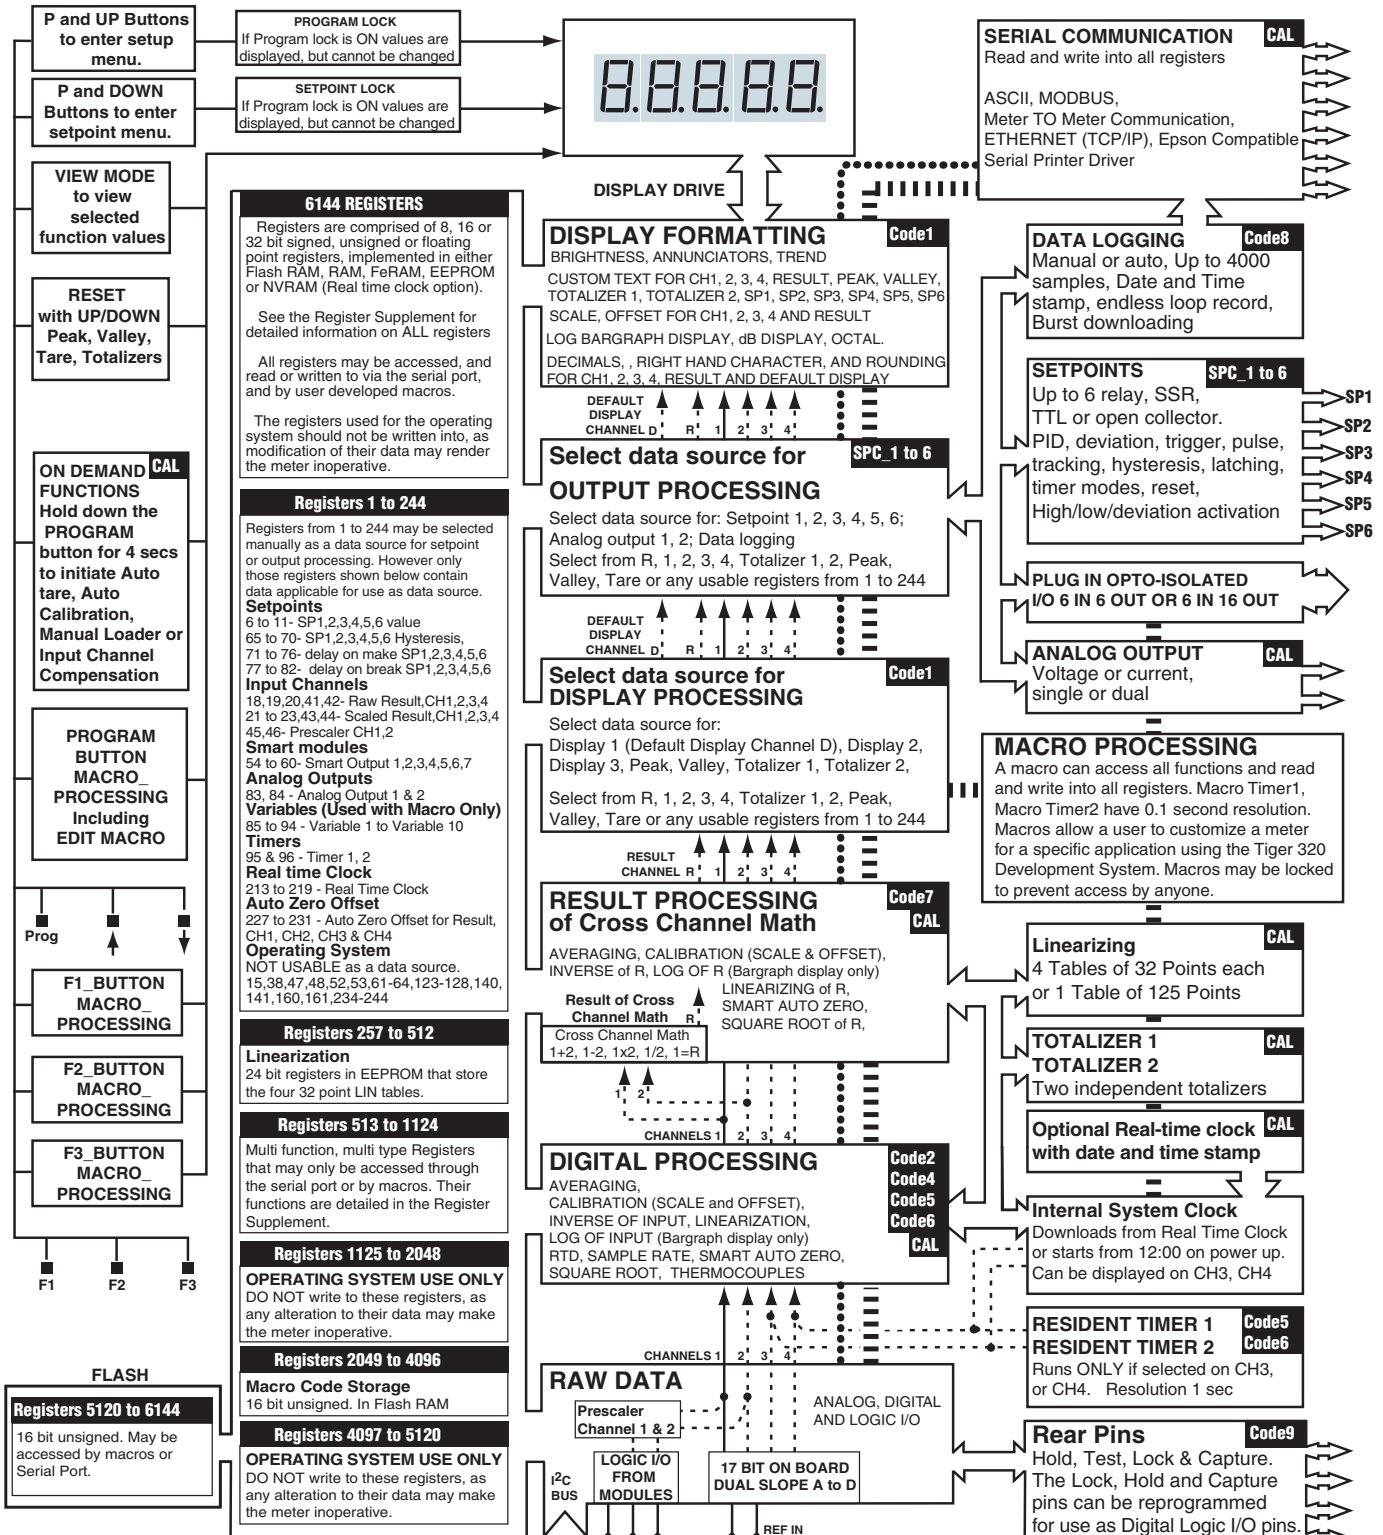 P and UP Buttons
to enter setup
menu.
PROGRAM LOCK
If Program lock is ON values are
displayed, but cannot be changed
P and DOWN
Buttons to enter
setpoint menu.
SETPOINT LOCK
If Program lock is ON values are
displayed, but cannot be changed
VIEW MODE
to view
selected
function values
RESET
with UP/DOWN
Peak, Valley,
Tare, Totalizers
ON DEMAND CAL
FUNCTIONS
Hold down the
PROGRAM
button for 4 secs
to initiate Auto
tare, Auto
Calibration,
Manual Loader or
Input Channel
Compensation
PROGRAM
BUTTON
MACRO_
PROCESSING
Including
EDIT MACRO
Prog
F1_BUTTON
MACRO_
PROCESSING
F2_BUTTON
MACRO_
PROCESSING
F3_BUTTON
MACRO_
PROCESSING
F1 F2 F3
FLASH
Registers 5120 to 6144
16 bit unsigned. May be
accessed by macros or
Serial Port.
6144 REGISTERS
Registers are comprised of 8, 16 or
32 bit signed, unsigned or floating
point registers, implemented in either
Flash RAM, RAM, FeRAM, EEPROM
or NVRAM (Real time clock option).
See the Register Supplement for
detailed information on ALL registers
All registers may be accessed, and
read or written to via the serial port,
and by user developed macros.
The registers used for the operating
system should not be written into, as
modification of their data may render
the meter inoperative.
Registers 1 to 244
Registers from 1 to 244 may be selected
manually as a data source for setpoint
or output processing. However only
those registers shown below contain
data applicable for use as data source.
Setpoints
6 to 11- SP1,2,3,4,5,6 value
65 to 70- SP1,2,3,4,5,6 Hysteresis,
71 to 76- delay on make SP1,2,3,4,5,6
77 to 82- delay on break SP1,2,3,4,5,6
Input Channels
18,19,20,41,42- Raw Result,CH1,2,3,4
21 to 23,43,44- Scaled Result,CH1,2,3,4
45,46- Prescaler CH1,2
Smart modules
54 to 60- Smart Output 1,2,3,4,5,6,7
Analog Outputs
83, 84 - Analog Output 1 & 2
Variables (Used with Macro Only)
85 to 94 - Variable 1 to Variable 10
Timers
95 & 96 - Timer 1, 2
Real time Clock
213 to 219 - Real Time Clock
Auto Zero Offset
227 to 231 - Auto Zero Offset for Result,
CH1, CH2, CH3 & CH4
Operating System
NOT USABLE as a data source.
15,38,47,48,52,53,61-64,123-128,140,
141,160,161,234-244
Registers 257 to 512
Linearization
24 bit registers in EEPROM that store
the four 32 point LIN tables.
Registers 513 to 1124
Multi function, multi type Registers
that may only be accessed through
the serial port or by macros. Their
functions are detailed in the Register
Supplement.
Registers 1125 to 2048
OPERATING SYSTEM USE ONLY
DO NOT write to these registers, as
any alteration to their data may make
the meter inoperative.
Registers 2049 to 4096
Macro Code Storage
16 bit unsigned. In Flash RAM
Registers 4097 to 5120
OPERATING SYSTEM USE ONLY
DO NOT write to these registers, as
any alteration to their data may make
the meter inoperative.
8.8.8.8.8.
DISPLAY DRIVE
DISPLAY FORMATTING Code1
BRIGHTNESS, ANNUNCIATORS, TREND
CUSTOM TEXT FOR CH1, 2, 3, 4, RESULT, PEAK, VALLEY,
TOTALIZER 1, TOTALIZER 2, SP1, SP2, SP3, SP4, SP5, SP6
SCALE, OFFSET FOR CH1, 2, 3, 4 AND RESULT
LOG BARGRAPH DISPLAY, dB DISPLAY, OCTAL.
DECIMALS, , RIGHT HAND CHARACTER, AND ROUNDING
FOR CH1, 2, 3, 4, RESULT AND DEFAULT DISPLAY
DEFAULT
DISPLAY
CHANNEL D R 1 2 3 4
Select data source for SPC_1 to 6
OUTPUT PROCESSING
Select data source for: Setpoint 1, 2, 3, 4, 5, 6;
Analog output 1, 2; Data logging
Select from R, 1, 2, 3, 4, Totalizer 1, 2, Peak,
Valley, Tare or any usable registers from 1 to 244
DEFAULT
DISPLAY
CHANNEL D R 1 2 3 4
Select data source for Code1
DISPLAY PROCESSING
Select data source for:
Display 1 (Default Display Channel D), Display 2,
Display 3, Peak, Valley, Totalizer 1, Totalizer 2,
Select from R, 1, 2, 3, 4, Totalizer 1, 2, Peak,
Valley, Tare or any usable registers from 1 to 244
RESULT
CHANNEL R 1 2 3 4
RESULT PROCESSING Code7
of Cross Channel Math CAL
AVERAGING, CALIBRATION (SCALE & OFFSET),
INVERSE of R, LOG OF R (Bargraph display only)
LINEARIZING of R,
SMART AUTO ZERO,
SQUARE ROOT of R,
Result of Cross
Channel Math R
Cross Channel Math
1+2, 1-2, 1x2, 1/2, 1=R
1 2
CHANNELS 1 2 3 4
DIGITAL PROCESSING Code2
Code4
Code5
Code6
CAL
AVERAGING,
CALIBRATION (SCALE and OFFSET),
INVERSE OF INPUT, LINEARIZATION,
LOG OF INPUT (Bargraph display only)
RTD, SAMPLE RATE, SMART AUTO ZERO,
SQUARE ROOT, THERMOCOUPLES
CHANNELS 1 2 3 4
RAW DATA
ANALOG, DIGITAL
AND LOGIC I/O
Prescaler
Channel 1 & 2
I²C
BUS
LOGIC I/O
FROM
MODULES
17 BIT ON BOARD
DUAL SLOPE A to D
REF IN
SERIAL COMMUNICATION CAL
Read and write into all registers
ASCII, MODBUS,
Meter TO Meter Communication,
ETHERNET (TCP/IP), Epson Compatible
Serial Printer Driver
DATA LOGGING Code8
Manual or auto, Up to 4000
samples, Date and Time
stamp, endless loop record,
Burst downloading
SETPOINTS SPC_1 to 6
Up to 6 relay, SSR,
TTL or open collector.
PID, deviation, trigger, pulse,
tracking, hysteresis, latching,
timer modes, reset,
High/low/deviation activation
SP1
SP2
SP3
SP4
SP5
SP6
PLUG IN OPTO-ISOLATED
I/O 6 IN 6 OUT OR 6 IN 16 OUT
ANALOG OUTPUT CAL
Voltage or current,
single or dual
MACRO PROCESSING
A macro can access all functions and read
and write into all registers. Macro Timer1,
Macro Timer2 have 0.1 second resolution.
Macros allow a user to customize a meter
for a specific application using the Tiger 320
Development System. Macros may be locked
to prevent access by anyone.
Linearizing CAL
4 Tables of 32 Points each
or 1 Table of 125 Points
TOTALIZER 1 CAL
TOTALIZER 2
Two independent totalizers
Optional Real-time clock CAL
with date and time stamp
Internal System Clock
Downloads from Real Time Clock
or starts from 12:00 on power up.
Can be displayed on CH3, CH4
RESIDENT TIMER 1 Code5
RESIDENT TIMER 2 Code6
Runs ONLY if selected on CH3,
or CH4. Resolution 1 sec
Rear Pins Code9
Hold, Test, Lock & Capture.
The Lock, Hold and Capture
pins can be reprogrammed
for use as Digital Logic I/O pins.